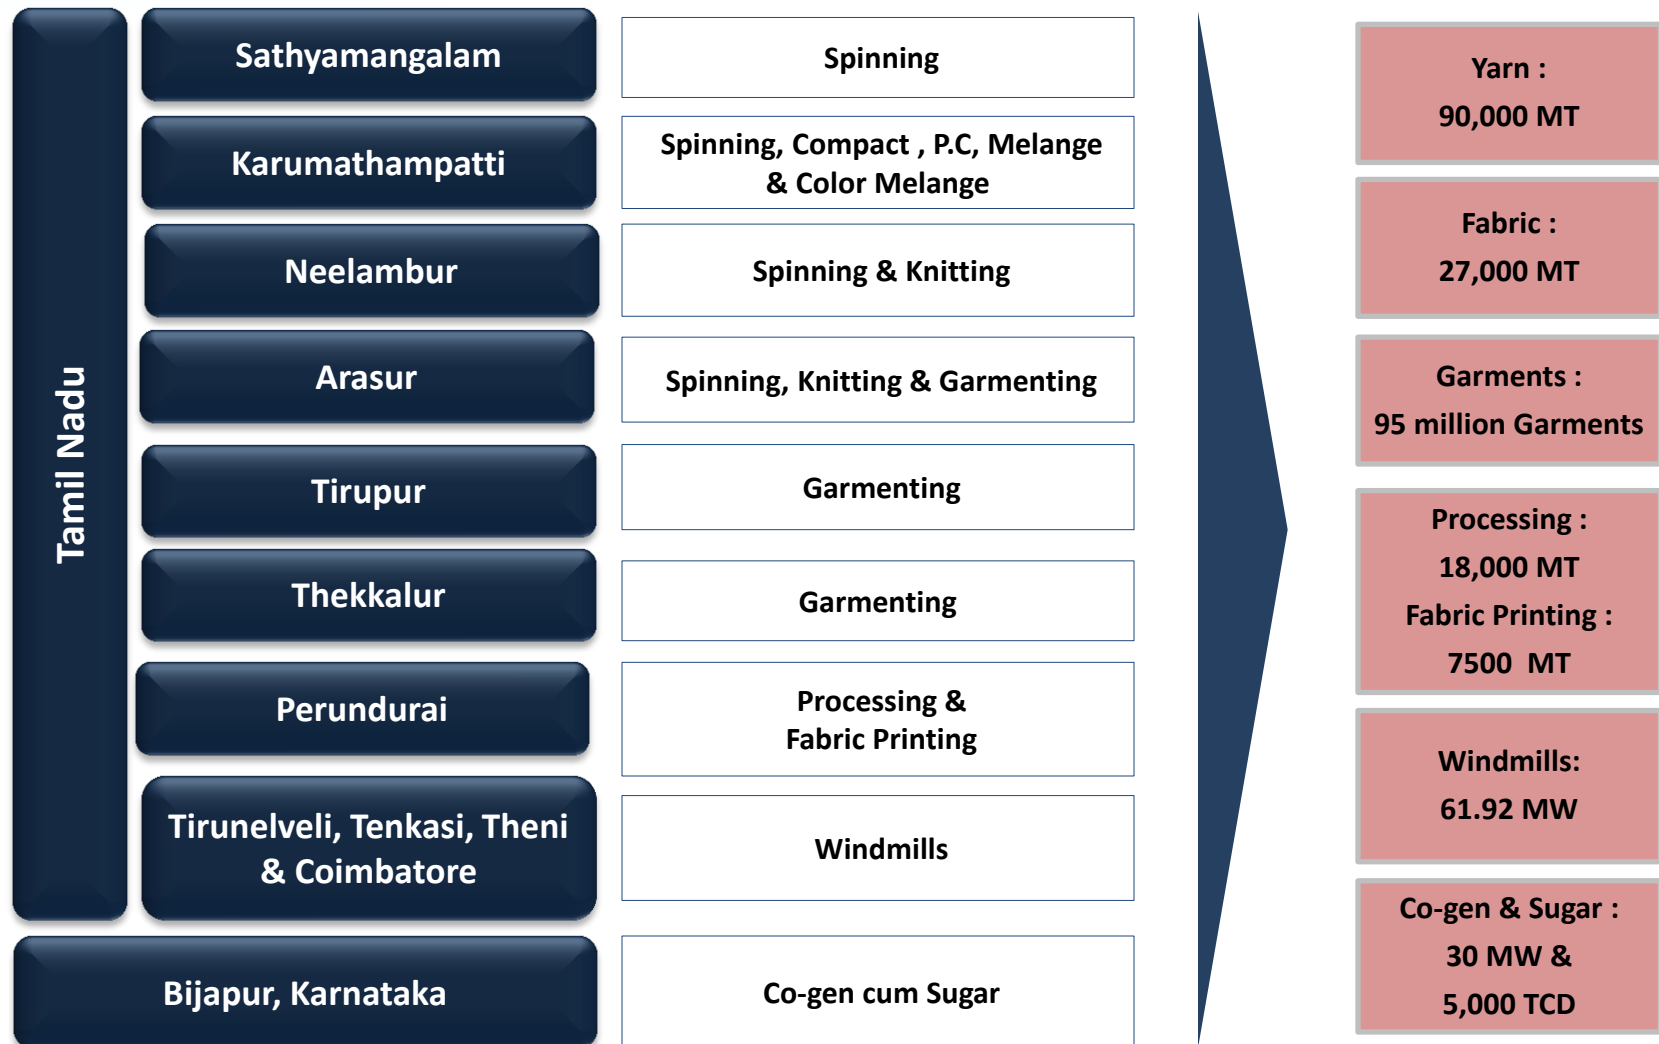 Tamil Nadu
Sathyamangalam
Spinning
Karumathampatti
Spinning, Compact , P.C, Melange
& Color Melange
Neelambur
Spinning & Knitting
Arasur
Spinning, Knitting & Garmenting
Tirupur
Garmenting
Thekkalur
Garmenting
Perundurai
Processing &
Fabric Printing
Tirunelveli, Tenkasi, Theni
& Coimbatore
Windmills
Bijapur, Karnataka
Co-gen cum Sugar
Yarn :
90,000 MT
Fabric :
27,000 MT
Garments :
95 million Garments
Processing :
18,000 MT
Fabric Printing :
7500 MT
Windmills:
61.92 MW
Co-gen & Sugar :
30 MW &
5,000 TCD